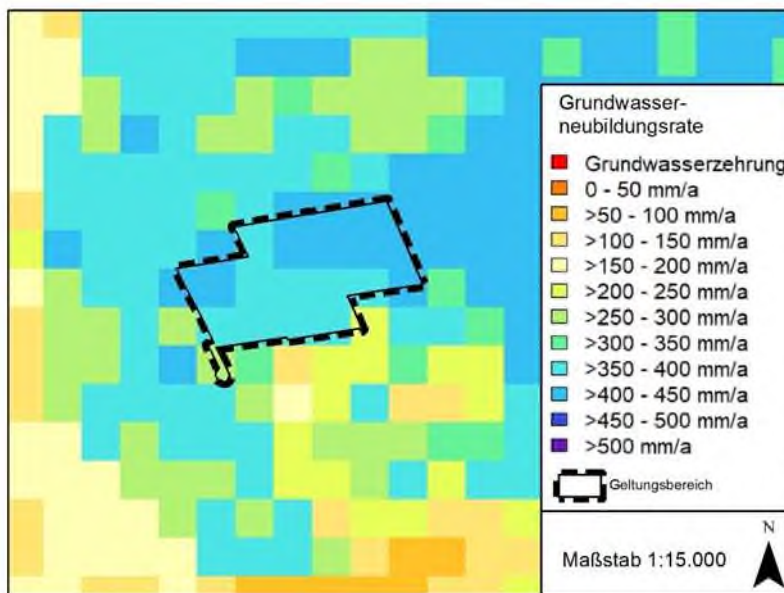 Grundwasser-
neubildungsrate
Grundwasserzehrung
0 - 50 mm/a
>50 - 100 mm/a
>100 - 150 mm/a
>150 - 200 mm/a
>200 - 250 mm/a
>250 - 300 mm/a
>300 - 350 mm/a
>350 - 400 mm/a
>400 - 450 mm/a
>450 - 500 mm/a
>500 mm/a
Geltungsbereich
N
Maßstab 1:15.000